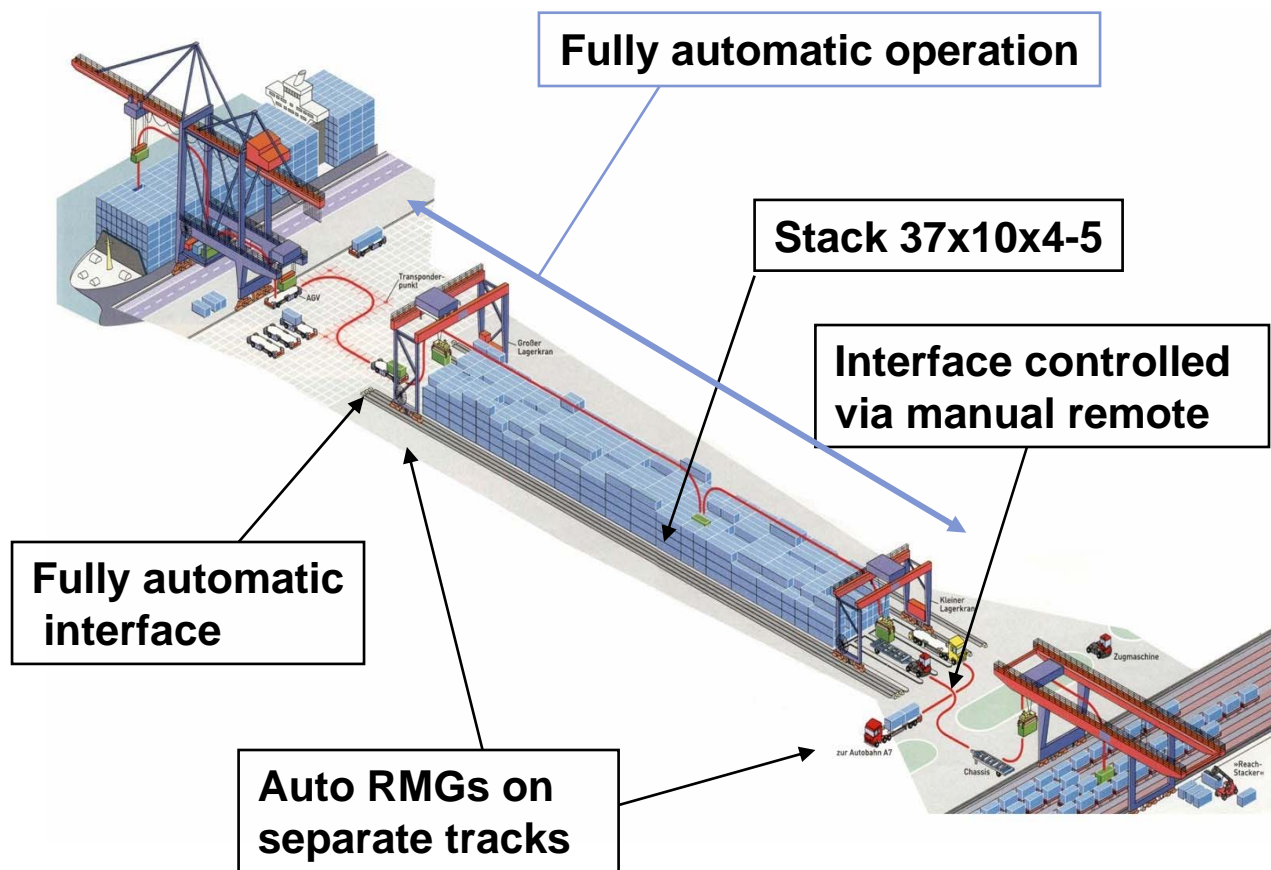 Fully automatic operation
Stack 37x10x4-5
Transponder-
punkt
AGV
Großer
Lagerkran
Interface controlled
via manual remote
Fully automatic
interface
Kleiner
Lagerkran
Zugmaschine
zur Autobahn A7
Chassis
»Reach-
Stacker«
Auto RMGs on
separate tracks